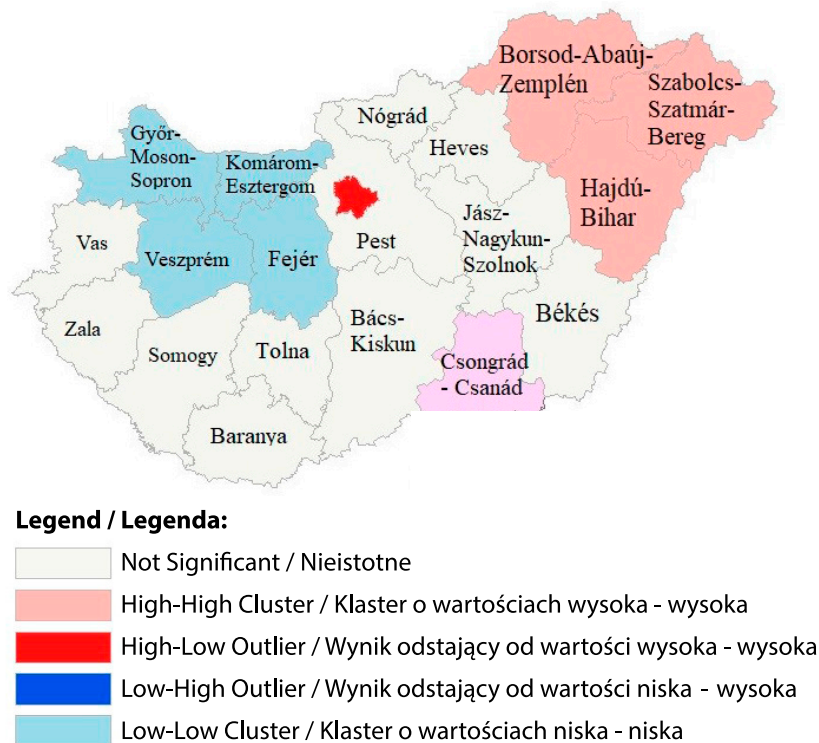 Borsod-Abaúj-
Zemplén
Szabolcs-
Szatmár-
Bereg
Nógrád
Heves
Győr-
Moson-
Sopron
Komárom-
Esztergom
Hajdú-
Bihar
Jász-
Nagykun-
Szolnok
Vas
Veszprém
Fejér
Pest
Békés
Bács-
Kiskun
Zala
Somogy
Tolna
Csongrád
- Csanád
Baranya
Legend / Legenda:
Not Significant / Nieistotne
High-High Cluster / Klaster o wartościach wysoka - wysoka
High-Low Outlier / Wynik odstający od wartości wysoka - wysoka
Low-High Outlier / Wynik odstający od wartości niska - wysoka
Low-Low Cluster / Klaster o wartościach niska - niska